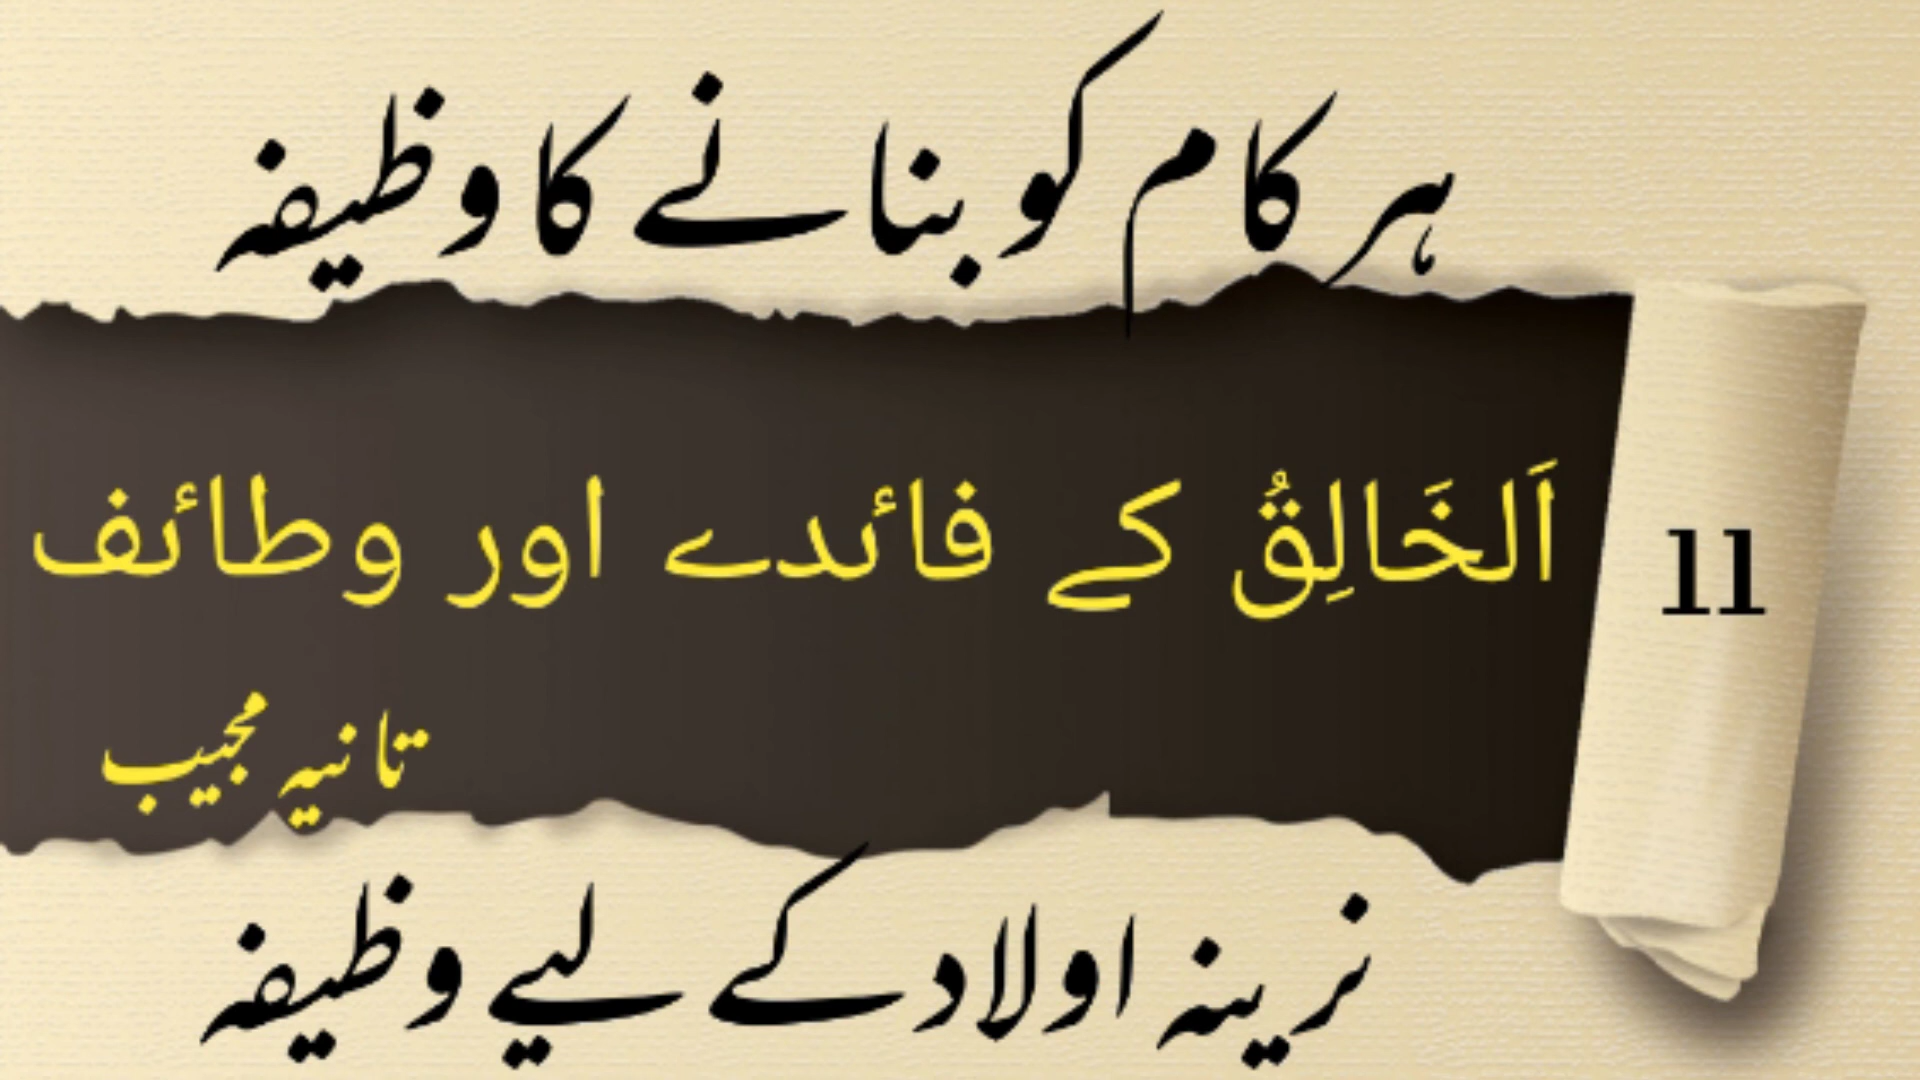 ہر کام کو بنانے کا وظیفہ
اَلخَالِقُ کے فائدے اور وطائف
11
تانیہ مجیب
نرینہ اولاد کے لیے وظیفہ